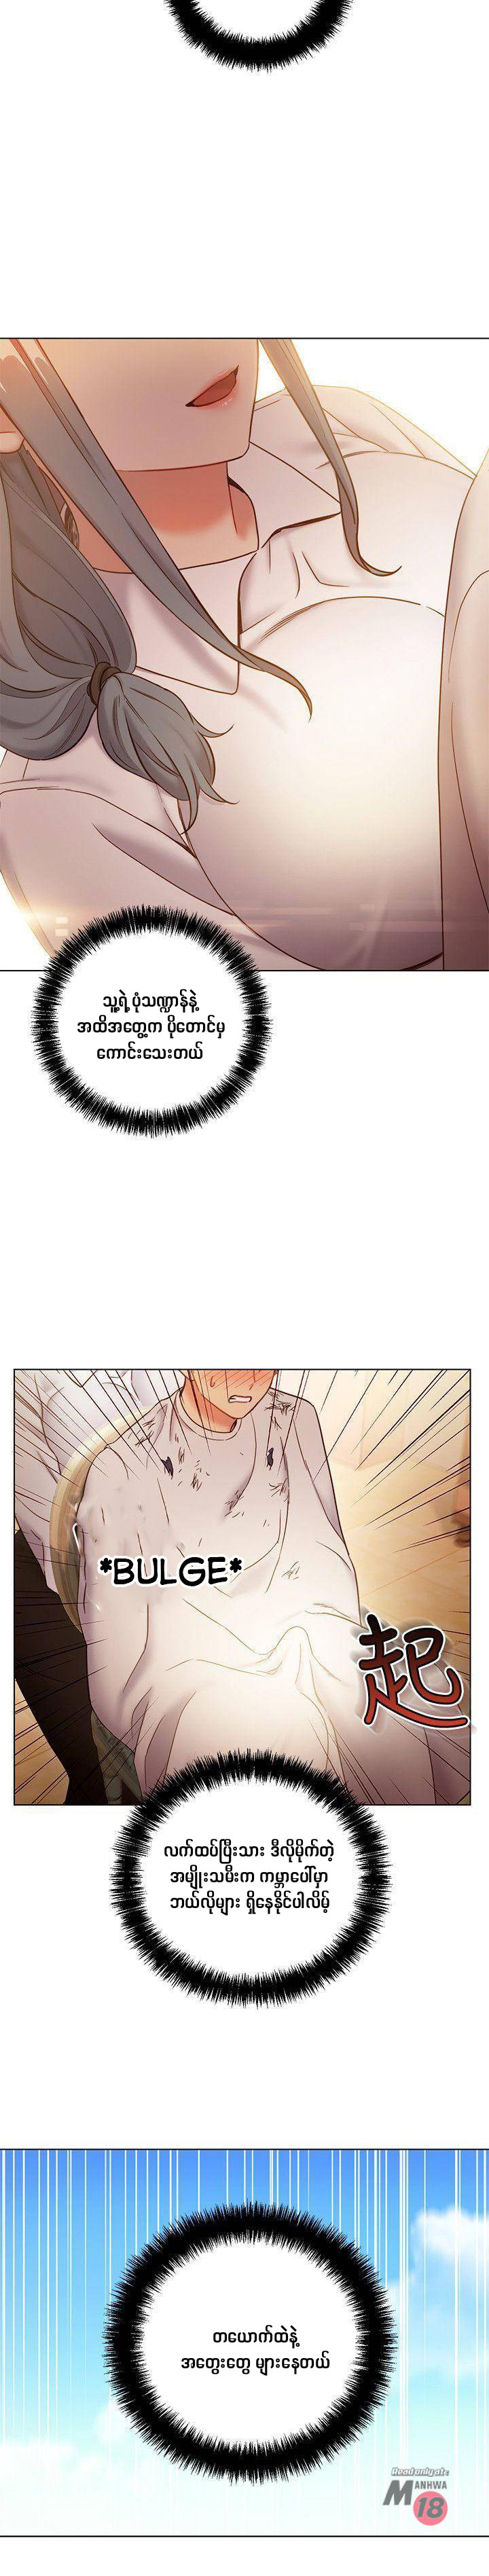 သူ့ရဲ့ပုံသဏ္ဍာန်နဲ့
အထိအတွေ့က ပိုတောင်မှ
ကောင်းသေးတယ်
*BULGE*
起
လက်ထပ်ပြီးသား ဒီလိုမိုက်တဲ့
အမျိုးသမီးက ကမ္ဘာပေါ်မှာ
ဘယ်လိုများ ရှိနေနိုင်ပါလိမ့်
တယောက်ထဲနဲ့
အတွေးတွေ များနေတယ်
Read only at:
MANHWA
18